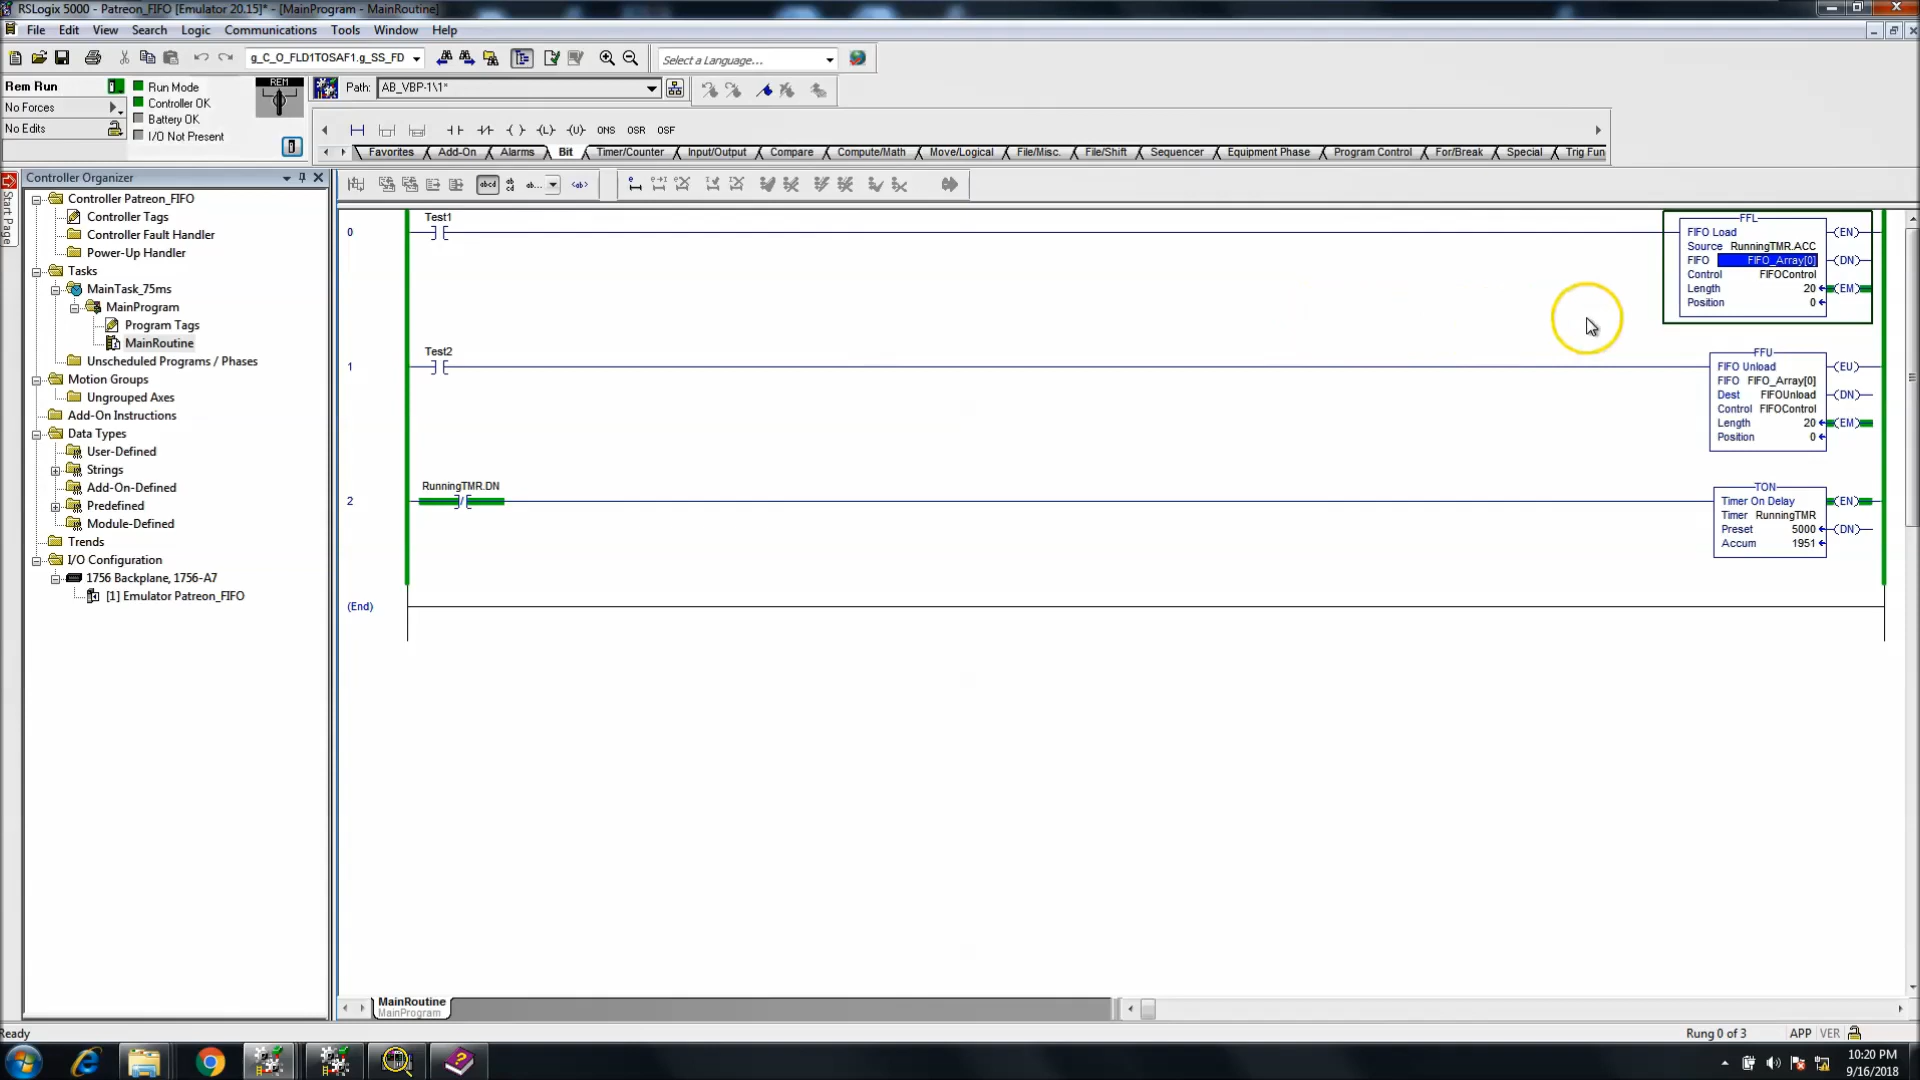 RSLogix 5000 - Patreon_FIFO [Emulator 20.15]* - [MainProgram - MainRoutine]
File Edit View Search Logic Communications Tools Window Help
g_C_O_FLD1TOSAF1.g_SS_FD
Select a Language...
Rem Run
No Forces
No Edits
Run Mode
Controller OK
Battery OK
I/O Not Present
REM
Path: AB_VBP-1\1*
ONS OSR OSF
Favorites Add-On Alarms Bit Timer/Counter Input/Output Compare Compute/Math Move/Logical File/Misc. File/Shift Sequencer Equipment Phase Program Control For/Break Special Trig Fun
Start Page
Controller Organizer
Controller Patreon_FIFO
Controller Tags
Controller Fault Handler
Power-Up Handler
Tasks
MainTask_75ms
MainProgram
Program Tags
MainRoutine
Unscheduled Programs / Phases
Motion Groups
Ungrouped Axes
Add-On Instructions
Data Types
User-Defined
Strings
Add-On-Defined
Predefined
Module-Defined
Trends
I/O Configuration
1756 Backplane, 1756-A7
[1] Emulator Patreon_FIFO
0
Test1
FFL
FIFO Load
Source RunningTMR.ACC
FIFO FIFO_Array[0]
Control FIFOControl
Length 20
Position 0
EN
DN
EM
1
Test2
FFU
FIFO Unload
FIFO FIFO_Array[0]
Dest FIFOUnload
Control FIFOControl
Length 20
Position 0
EU
DN
EM
2
RunningTMR.DN
TON
Timer On Delay
Timer RunningTMR
Preset 5000
Accum 1951
EN
DN
(End)
MainRoutine
MainProgram
Ready
Rung 0 of 3 APP VER
10:20 PM
9/16/2018